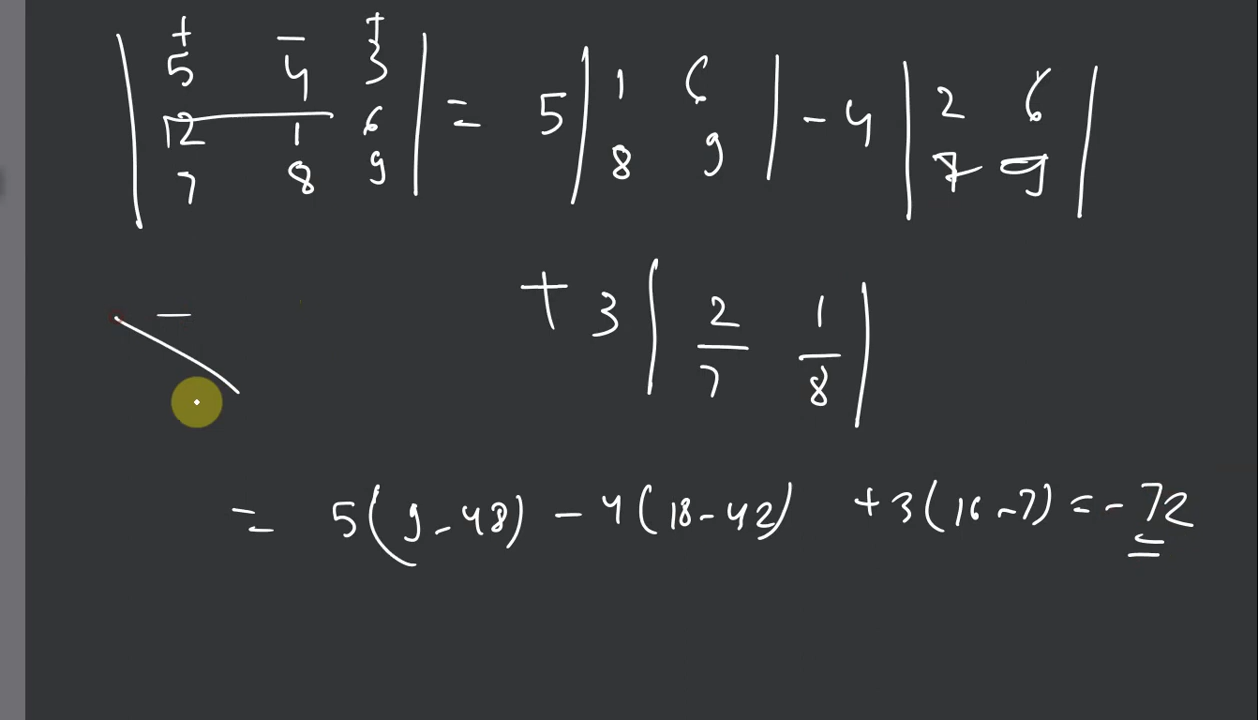 + − +
| 5 4 3 |
| 12 1 6 | = 5 | 1 6 | − 4 | 2 6 |
| 7 8 9 | | 8 9 | | 7 9 |
+ 3 | 2 1 |
| 7 8 |
−
= 5(9 − 48) − 4(18 − 42) + 3(16 − 7) = −72